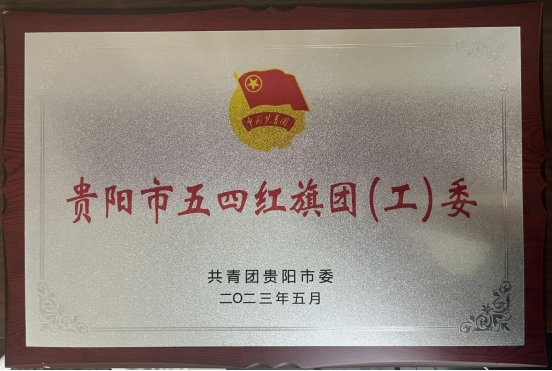 中国共青团
贵阳市五四红旗团(工)委
共青团贵阳市委
二〇二三年五月